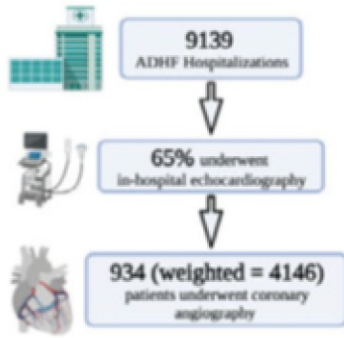 9139
ADHF Hospitalizations
65% underwent
in-hospital echocardiography
934 (weighted = 4146)
patients underwent coronary
angiography